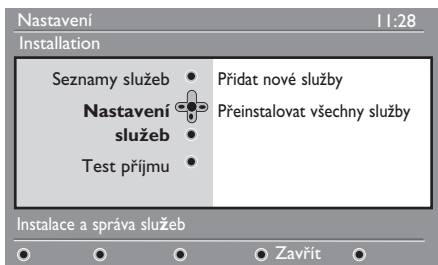 Nastavení 11:28
Installation
Seznamy služeb Přidat nové služby
Nastavení Přeinstalovat všechny služby
služeb
Test příjmu
Instalace a správa služeb
Zavřít